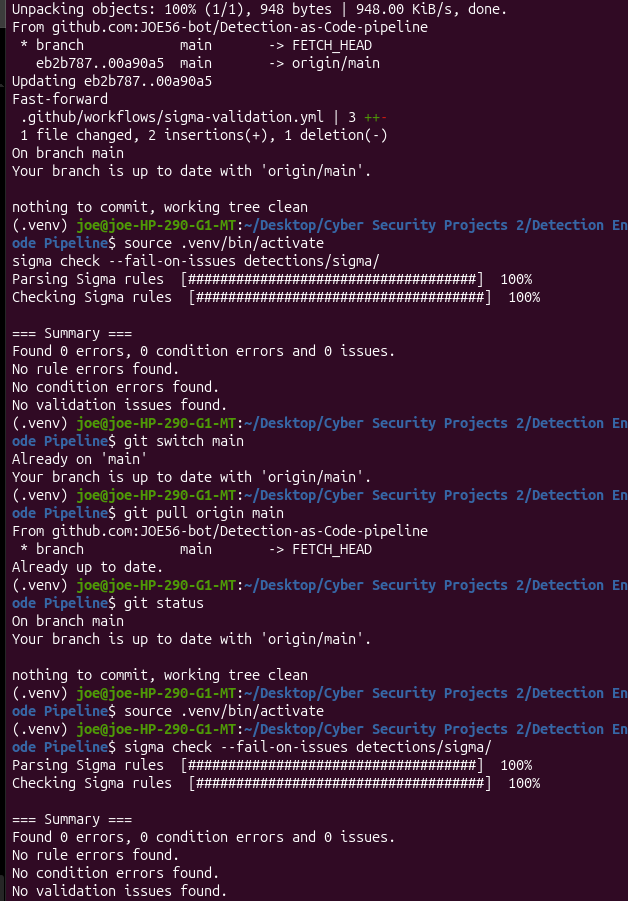 Unpacking objects: 100% (1/1), 948 bytes | 948.00 KiB/s, done.
From github.com:JOE56-bot/Detection-as-Code-pipeline
 * branch            main       -> FETCH_HEAD
   eb2b787..00a90a5  main       -> origin/main
Updating eb2b787..00a90a5
Fast-forward
 .github/workflows/sigma-validation.yml | 3 ++-
 1 file changed, 2 insertions(+), 1 deletion(-)
On branch main
Your branch is up to date with 'origin/main'.
nothing to commit, working tree clean
(.venv) joe@joe-HP-290-G1-MT:~/Desktop/Cyber Security Projects 2/Detection En
ode Pipeline$ source .venv/bin/activate
sigma check --fail-on-issues detections/sigma/
Parsing Sigma rules  [####################################]  100%
Checking Sigma rules  [####################################]  100%
=== Summary ===
Found 0 errors, 0 condition errors and 0 issues.
No rule errors found.
No condition errors found.
No validation issues found.
(.venv) joe@joe-HP-290-G1-MT:~/Desktop/Cyber Security Projects 2/Detection En
ode Pipeline$ git switch main
Already on 'main'
Your branch is up to date with 'origin/main'.
(.venv) joe@joe-HP-290-G1-MT:~/Desktop/Cyber Security Projects 2/Detection En
ode Pipeline$ git pull origin main
From github.com:JOE56-bot/Detection-as-Code-pipeline
 * branch            main       -> FETCH_HEAD
Already up to date.
(.venv) joe@joe-HP-290-G1-MT:~/Desktop/Cyber Security Projects 2/Detection En
ode Pipeline$ git status
On branch main
Your branch is up to date with 'origin/main'.
nothing to commit, working tree clean
(.venv) joe@joe-HP-290-G1-MT:~/Desktop/Cyber Security Projects 2/Detection En
ode Pipeline$ source .venv/bin/activate
(.venv) joe@joe-HP-290-G1-MT:~/Desktop/Cyber Security Projects 2/Detection En
ode Pipeline$ sigma check --fail-on-issues detections/sigma/
Parsing Sigma rules  [####################################]  100%
Checking Sigma rules  [####################################]  100%
=== Summary ===
Found 0 errors, 0 condition errors and 0 issues.
No rule errors found.
No condition errors found.
No validation issues found.